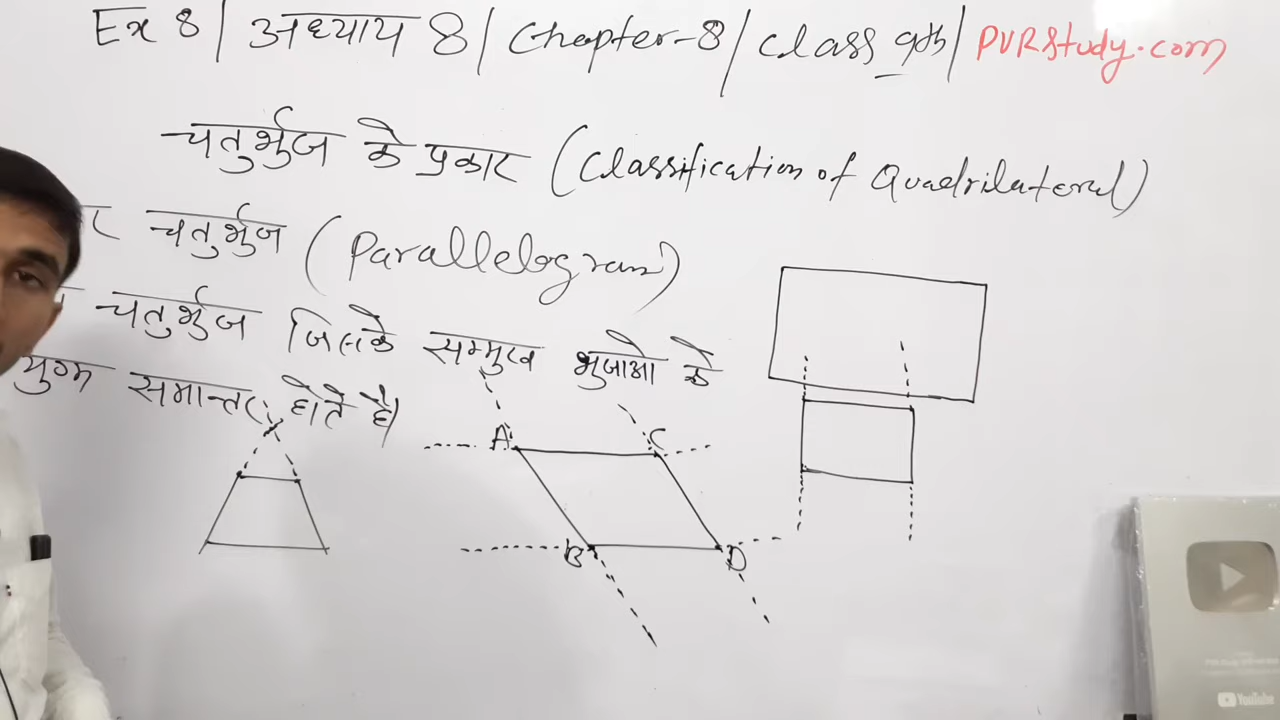 Ex 8 | अध्याय 8 | Chapter-8 | Class 9th | PVRStudy.com
चतुर्भुज के प्रकार (Classification of Quadrilateral)
चतुर्भुज (Parallelogram)
चतुर्भुज जिसके सम्मुख भुजाओ के
युग्म समान्तर होते है।
A C
B D
YouTube